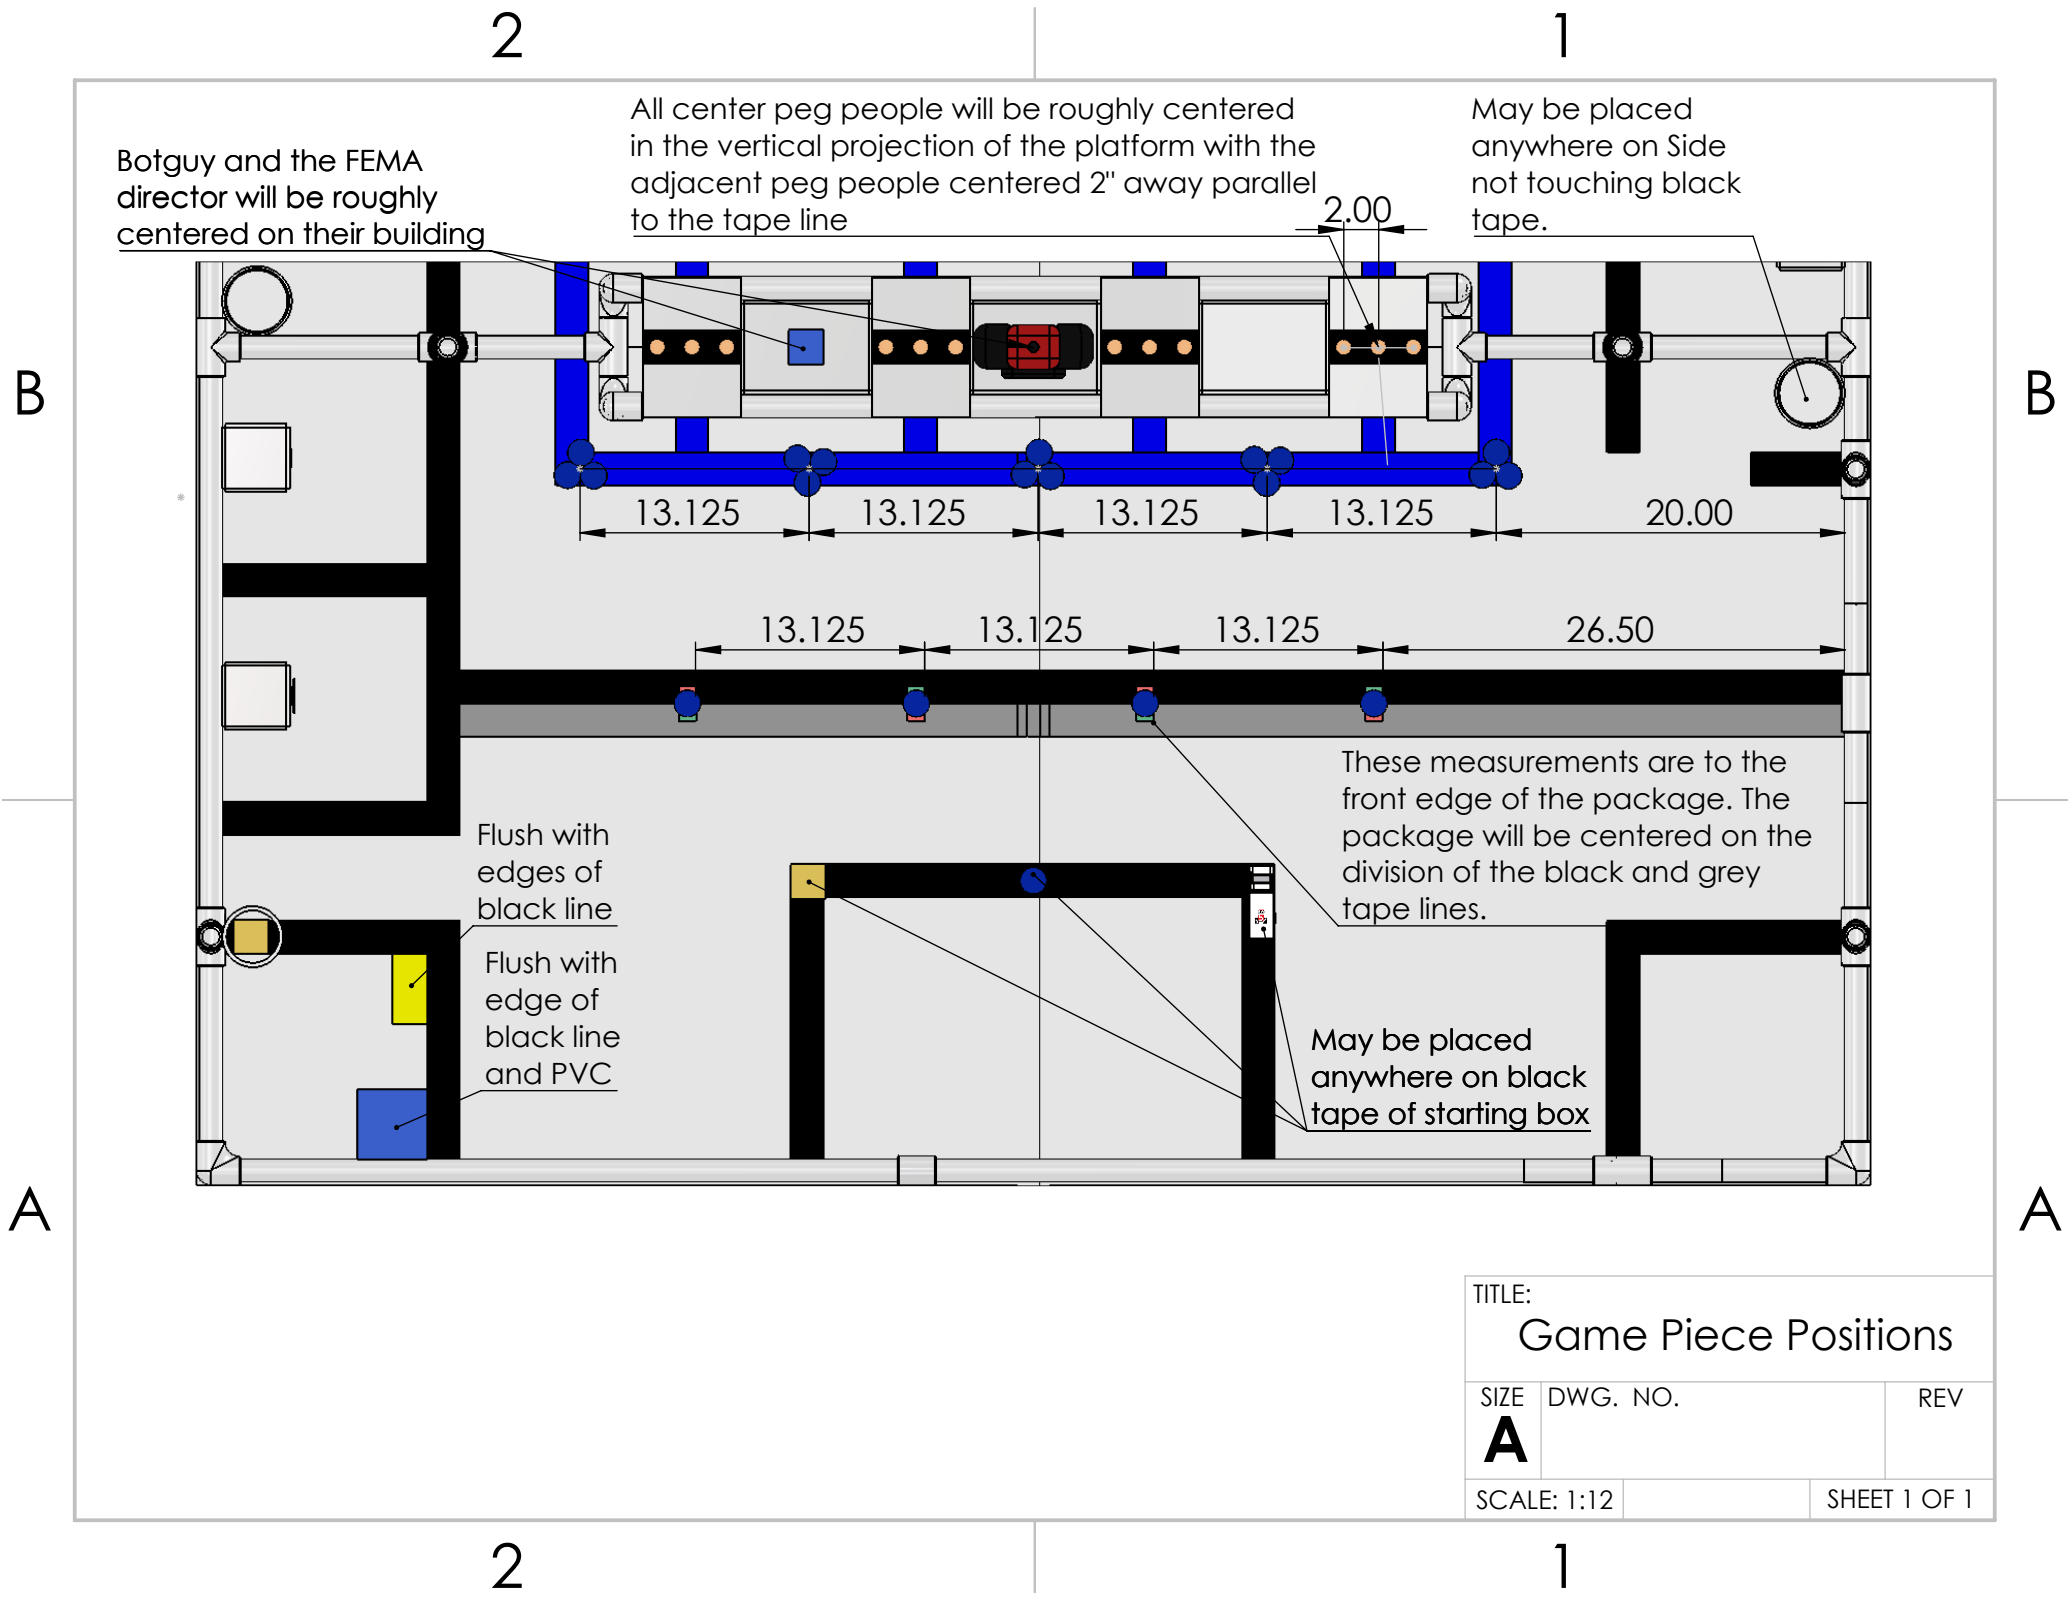 2
1
All center peg people will be roughly centered
in the vertical projection of the platform with the
adjacent peg people centered 2" away parallel
to the tape line
May be placed
anywhere on Side
not touching black
tape.
Botguy and the FEMA
director will be roughly
centered on their building
2.00
B
B
13.125
13.125
13.125
13.125
20.00
13.125
13.125
13.125
26.50
These measurements are to the
front edge of the package. The
package will be centered on the
division of the black and grey
tape lines.
Flush with
edges of
black line
Flush with
edge of
black line
and PVC
May be placed
anywhere on black
tape of starting box
A
A
TITLE:
Game Piece Positions
SIZE
DWG. NO.
REV
A
SCALE: 1:12
SHEET 1 OF 1
2
1